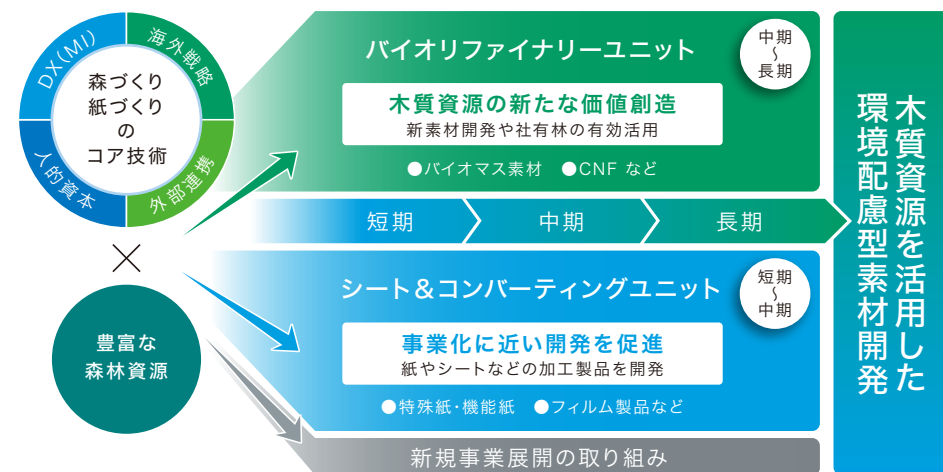 DX(MI)
海外戦略
人的資本
外部連携
森づくり
紙づくり
の
コア技術
×
豊富な
森林資源
バイオリファイナリーユニット
中期
～
長期
木質資源の新たな価値創造
新素材開発や社有林の有効活用
●バイオマス素材 ●CNF など
短期
中期
長期
シート＆コンバーティングユニット
短期
～
中期
事業化に近い開発を促進
紙やシートなどの加工製品を開発
●特殊紙・機能紙 ●フィルム製品など
新規事業展開の取り組み
木質資源を活用した
環境配慮型素材開発